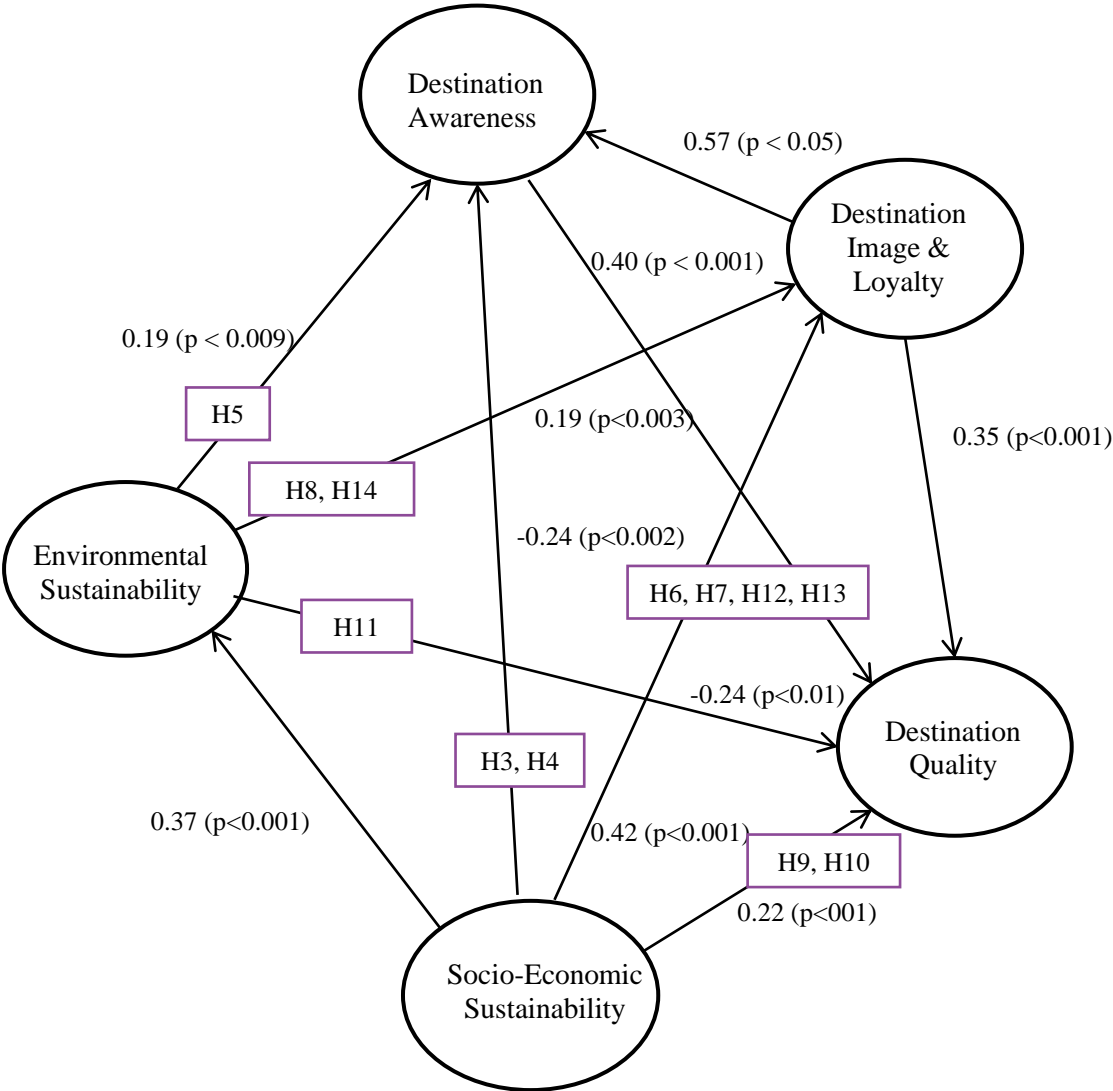 Destination
Awareness
0.57 (p < 0.05)
Destination
Image &
Loyalty
0.40 (p < 0.001)
0.19 (p < 0.009)
H5
0.19 (p<0.003)
0.35 (p<0.001)
H8, H14
-0.24 (p<0.002)
Environmental
Sustainability
H6, H7, H12, H13
H11
-0.24 (p<0.01)
Destination
Quality
H3, H4
0.37 (p<0.001)
0.42 (p<0.001)
H9, H10
0.22 (p<001)
Socio-Economic
Sustainability